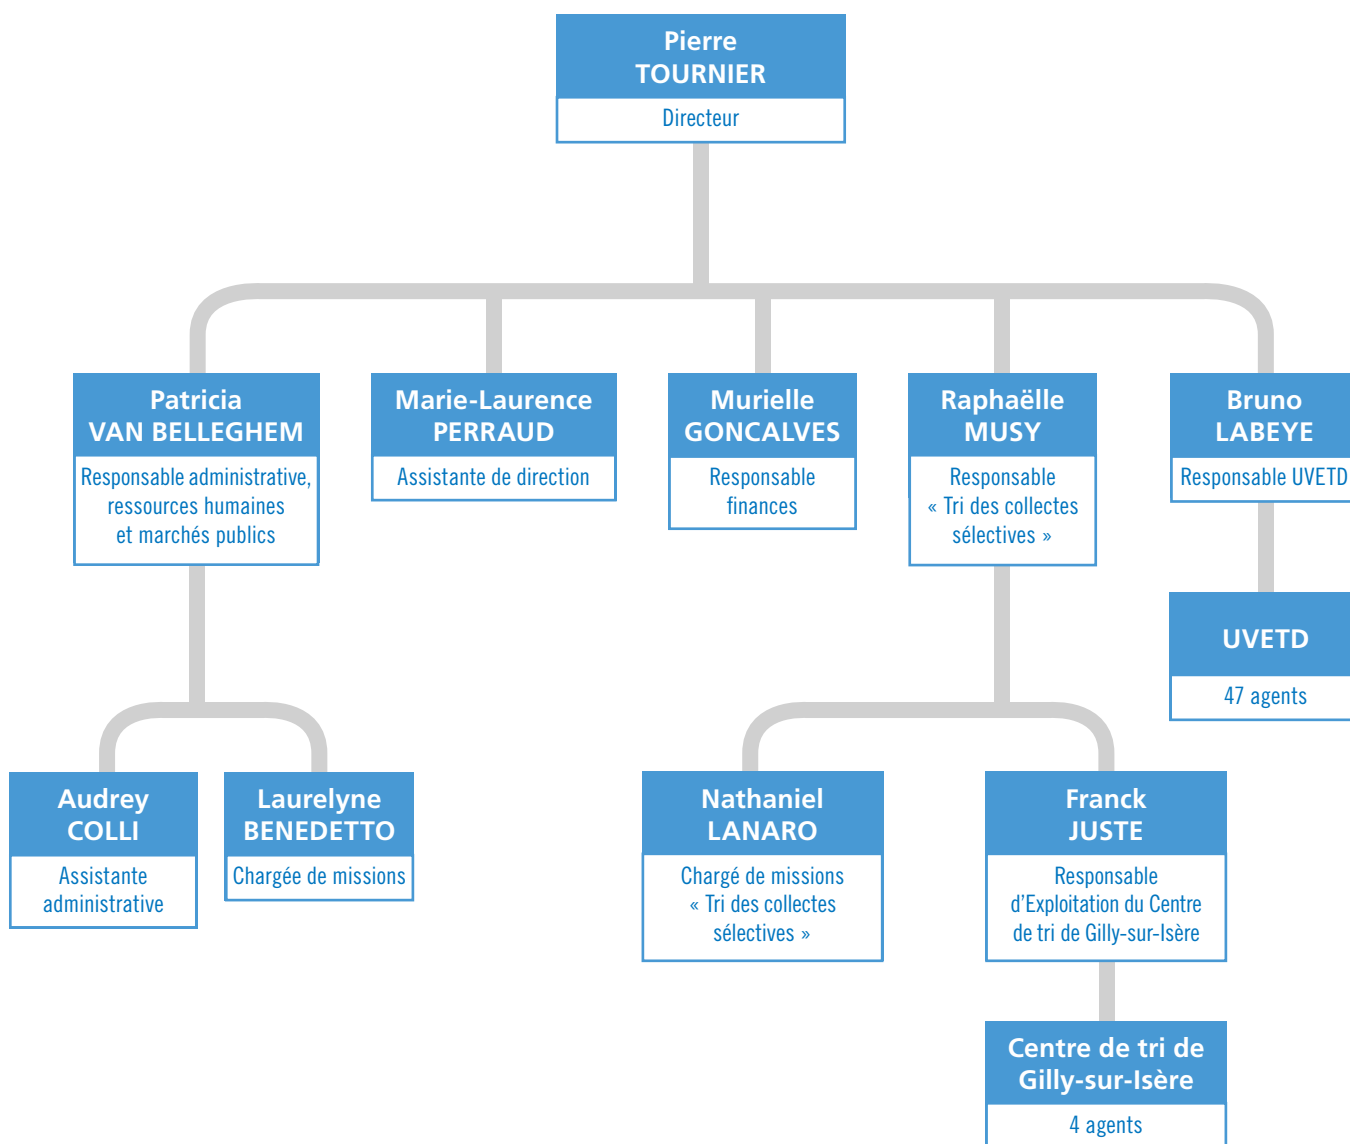 Pierre
TOURNIER
Directeur
Patricia
VAN BELLEGHEM
Responsable administrative,
ressources humaines
et marchés publics
Marie-Laurence
PERRAUD
Assistante de direction
Murielle
GONCALVES
Responsable
finances
Raphaëlle
MUSY
Responsable
« Tri des collectes
sélectives »
Bruno
LABEYE
Responsable UVETD
UVETD
47 agents
Audrey
COLLI
Assistante
administrative
Laurelyne
BENEDETTO
Chargée de missions
Nathaniel
LANARO
Chargé de missions
« Tri des collectes
sélectives »
Franck
JUSTE
Responsable
d’Exploitation du Centre
de tri de Gilly-sur-Isère
Centre de tri de
Gilly-sur-Isère
4 agents